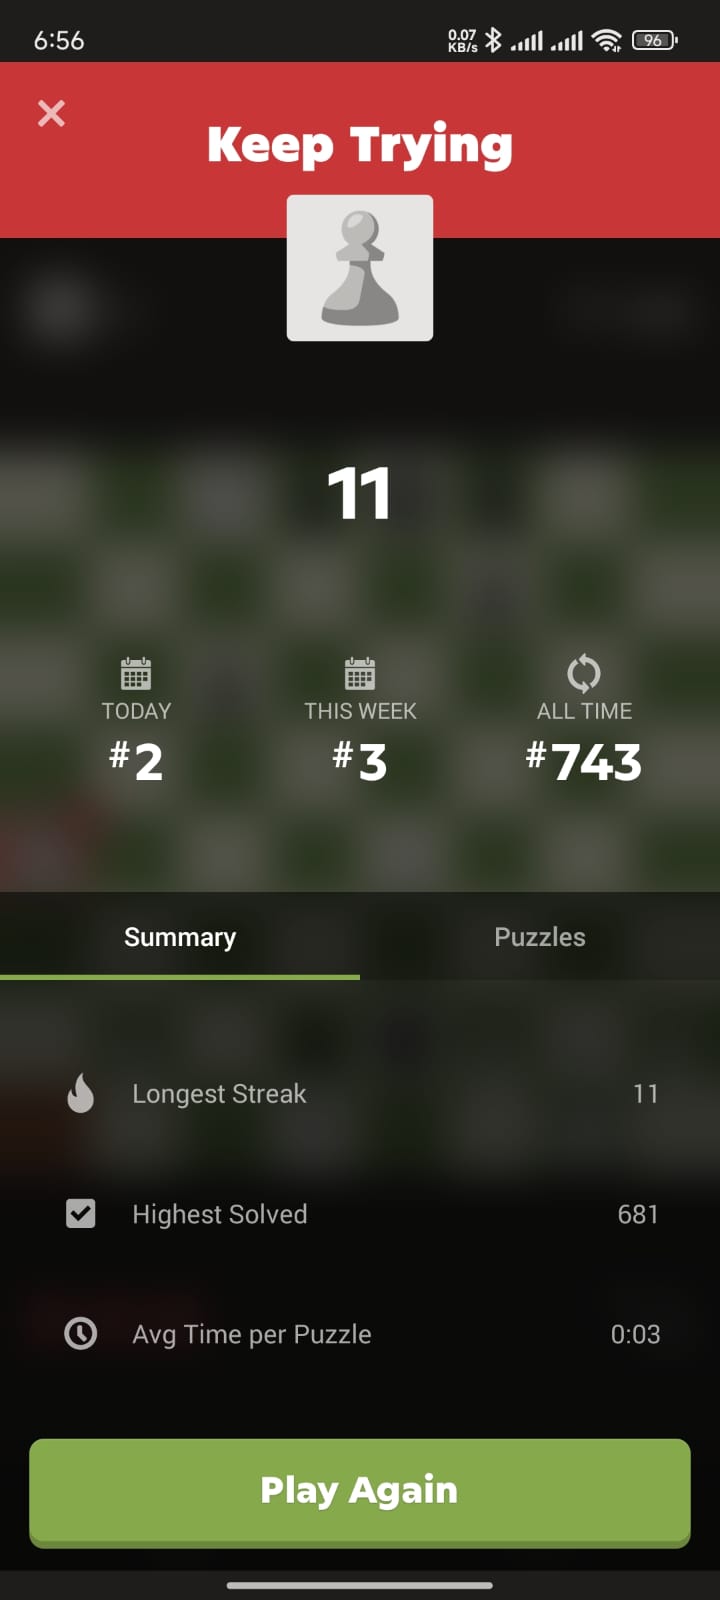 6:56
0.07
KB/s
96
Keep Trying
11
TODAY
THIS WEEK
ALL TIME
#2
#3
#743
Summary
Puzzles
Longest Streak
11
Highest Solved
681
Avg Time per Puzzle
0:03
Play Again